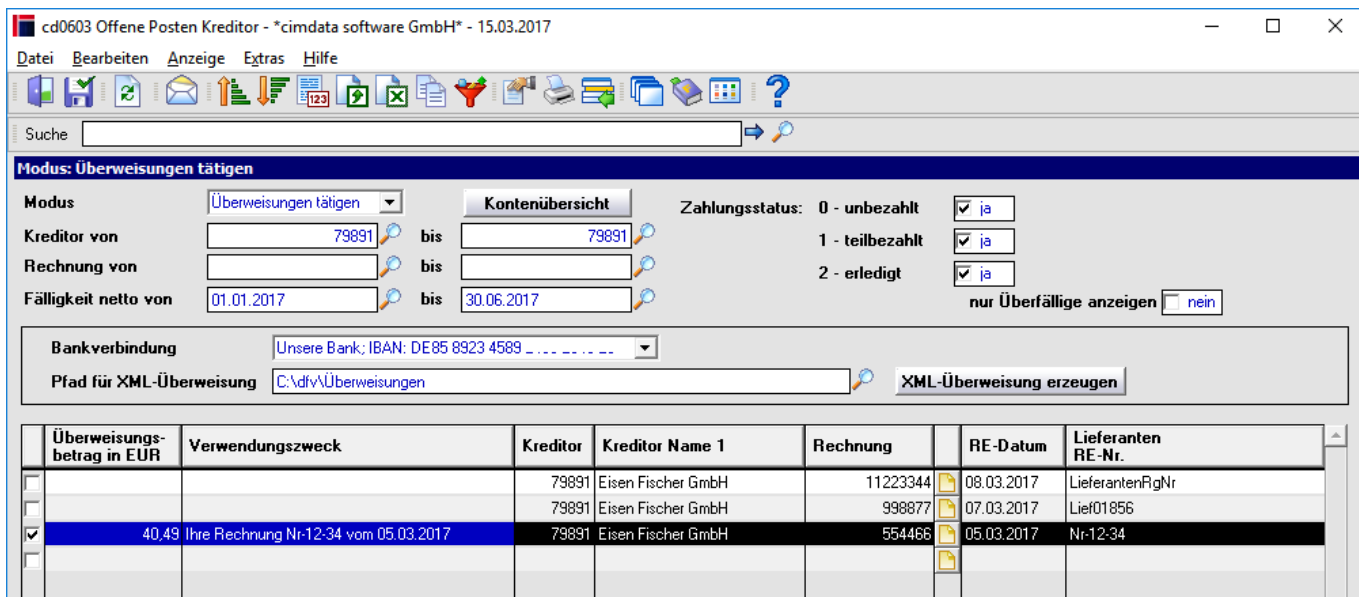 cd0603 Offene Posten Kreditor - *cimdata software GmbH* - 15.03.2017
Datei Bearbeiten Anzeige Extras Hilfe
123
Suche
Modus: Überweisungen tätigen
Modus Überweisungen tätigen Kontenübersicht Zahlungsstatus: 0 - unbezahlt ja
Kreditor von 79891 bis 79891 1 - teilbezahlt ja
Rechnung von bis 2 - erledigt ja
Fälligkeit netto von 01.01.2017 bis 30.06.2017 nur Überfällige anzeigen nein
Bankverbindung Unsere Bank; IBAN: DE85 8923 4589
Pfad für XML-Überweisung C:\dfv\Überweisungen XML-Überweisung erzeugen
Überweisungs-
betrag in EUR Verwendungszweck Kreditor Kreditor Name 1 Rechnung RE-Datum Lieferanten
RE-Nr.
79891 Eisen Fischer GmbH 11223344 08.03.2017 LieferantenRgNr
79891 Eisen Fischer GmbH 998877 07.03.2017 Lief01856
40,49 Ihre Rechnung Nr-12-34 vom 05.03.2017 79891 Eisen Fischer GmbH 554466 05.03.2017 Nr-12-34